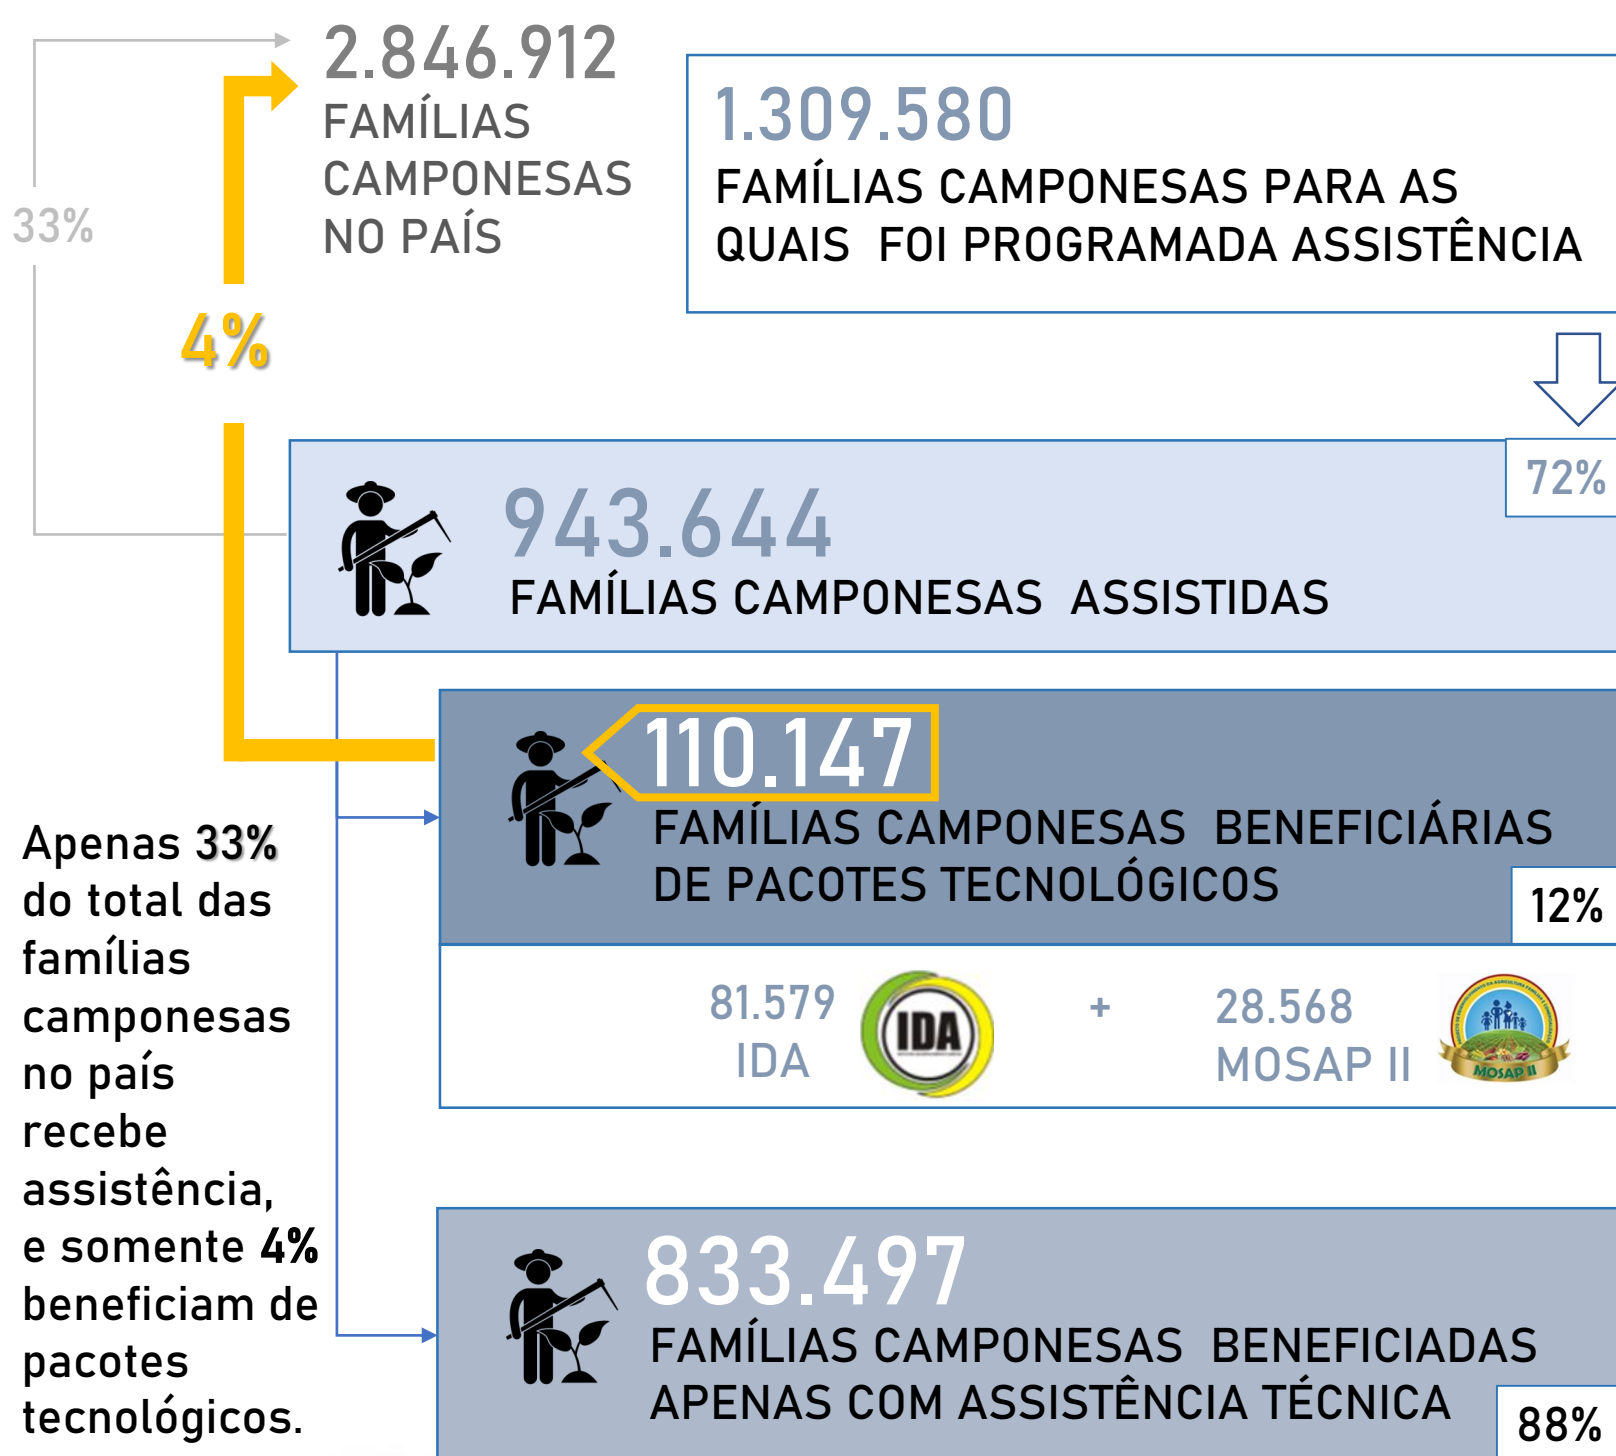 2.846.912
FAMÍLIAS
CAMPONESAS
NO PAÍS
1.309.580
FAMÍLIAS CAMPONESAS PARA AS
QUAIS FOI PROGRAMADA ASSISTÊNCIA
33%
4%
72%
943.644
FAMÍLIAS CAMPONESAS ASSISTIDAS
110.147
FAMÍLIAS CAMPONESAS BENEFICIÁRIAS
DE PACOTES TECNOLÓGICOS
12%
81.579
IDA
IDA
+
28.568
MOSAP II
MOSAP II
Apenas 33%
do total das
famílias
camponesas
no país
recebe
assistência,
e somente 4%
beneficiam de
pacotes
tecnológicos.
833.497
FAMÍLIAS CAMPONESAS BENEFICIADAS
APENAS COM ASSISTÊNCIA TÉCNICA
88%